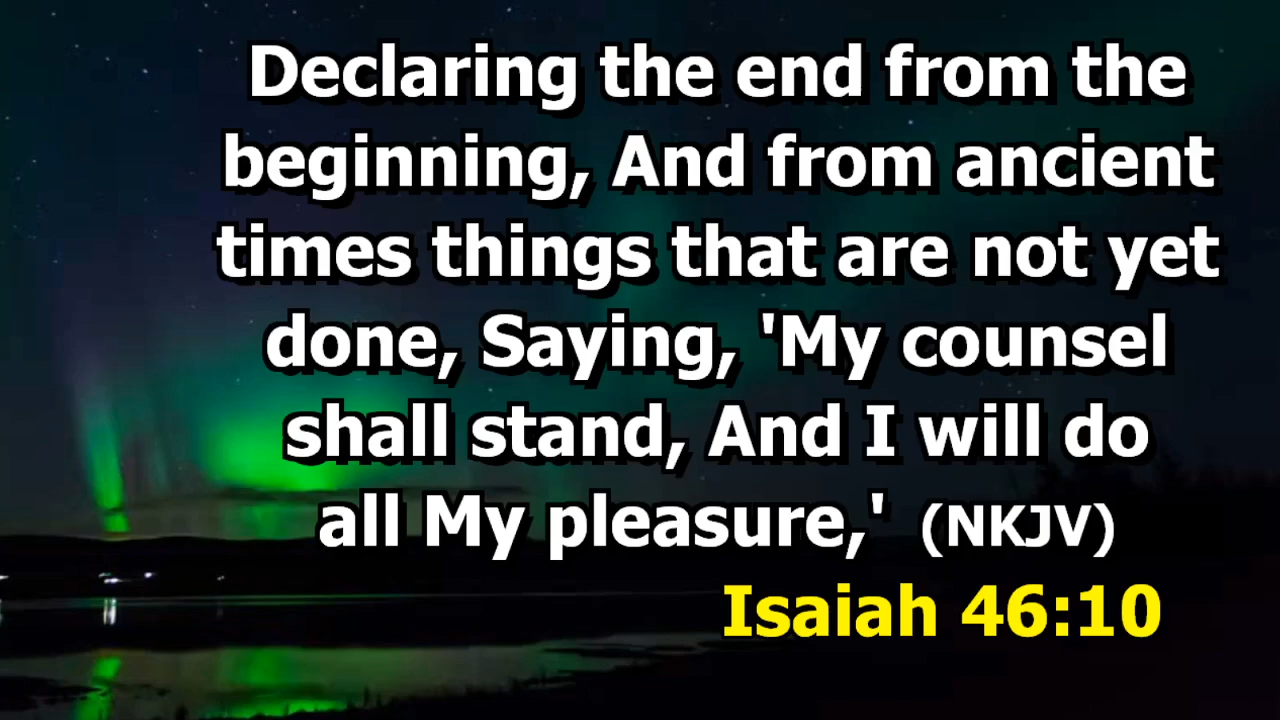 Declaring the end from the
beginning, And from ancient
times things that are not yet
done, Saying, 'My counsel
shall stand, And I will do
all My pleasure,' (NKJV)
Isaiah 46:10